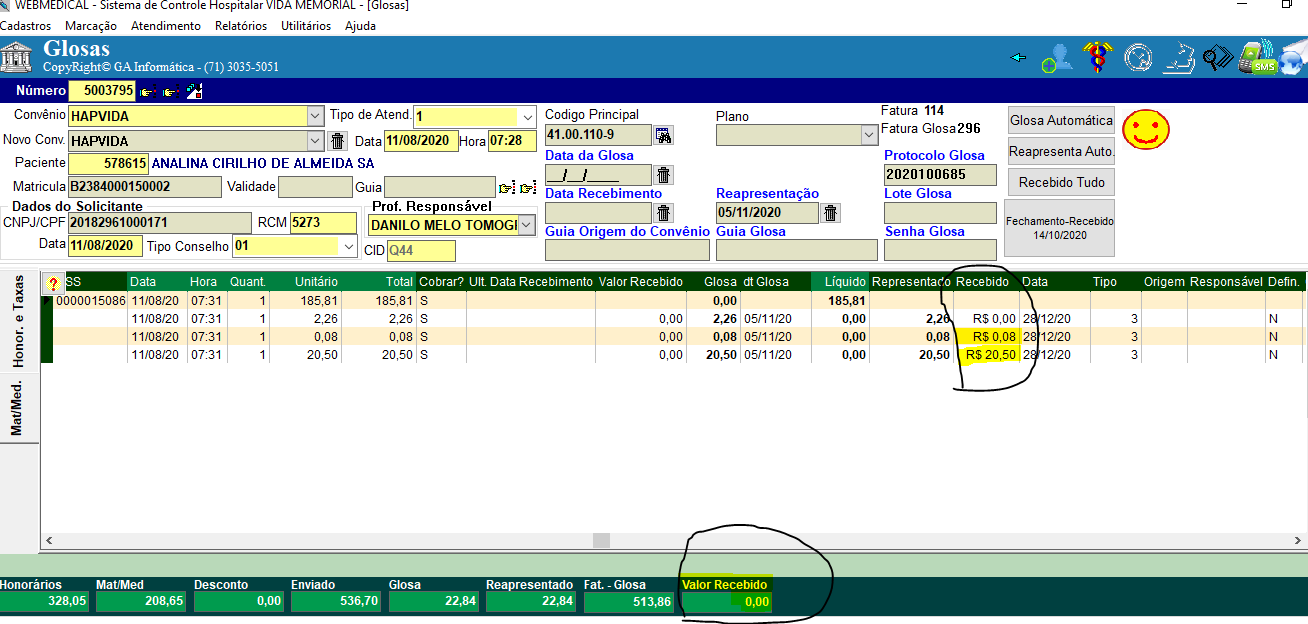 WEBMEDICAL - Sistema de Controle Hospitalar VIDA MEMORIAL - [Glosas]
Cadastros Marcação Atendimento Relatórios Utilitários Ajuda
Glosas
CopyRight© GA Informática - (71) 3035-5051
SMS
Número 5003795
Convênio HAPVIDA Tipo de Atend. 1 Codigo Principal Plano Fatura 114 Glosa Automática
Novo Conv. HAPVIDA Data 11/08/2020 Hora 07:28 41.00.110-9 Fatura Glosa 296
Paciente 578615 ANALINA CIRILHO DE ALMEIDA SA Data da Glosa Protocolo Glosa Reapresenta Auto.
Matricula B2384000150002 Validade Guia __/__/____ 2020100685 Recebido Tudo
Dados do Solicitante Prof. Responsável Data Recebimento Reapresentação Lote Glosa
CNPJ/CPF 20182961000171 RCM 5273 DANILO MELO TOMOGI 05/11/2020 Fechamento-Recebido
14/10/2020
Data 11/08/2020 Tipo Conselho 01 CID Q44 Guia Origem do Convênio Guia Glosa Senha Glosa
Honor. e Taxas
Mat/Med.
? SS Data Hora Quant. Unitário Total Cobrar? Ult. Data Recebimento Valor Recebido Glosa dt Glosa Líquido Representado Recebido Data Tipo Origem Responsável Defin.
0000015086 11/08/20 07:31 1 185,81 185,81 S 0,00 185,81
11/08/20 07:31 1 2,26 2,26 S 0,00 2,26 05/11/20 0,00 2,26 R$ 0,00 28/12/20 3 N
11/08/20 07:31 1 0,08 0,08 S 0,00 0,08 05/11/20 0,00 0,08 R$ 0,08 28/12/20 3 N
11/08/20 07:31 1 20,50 20,50 S 0,00 20,50 05/11/20 0,00 20,50 R$ 20,50 28/12/20 3 N
Honorários Mat/Med Desconto Enviado Glosa Reapresentado Fat. - Glosa Valor Recebido
328,05 208,65 0,00 536,70 22,84 22,84 513,86 0,00